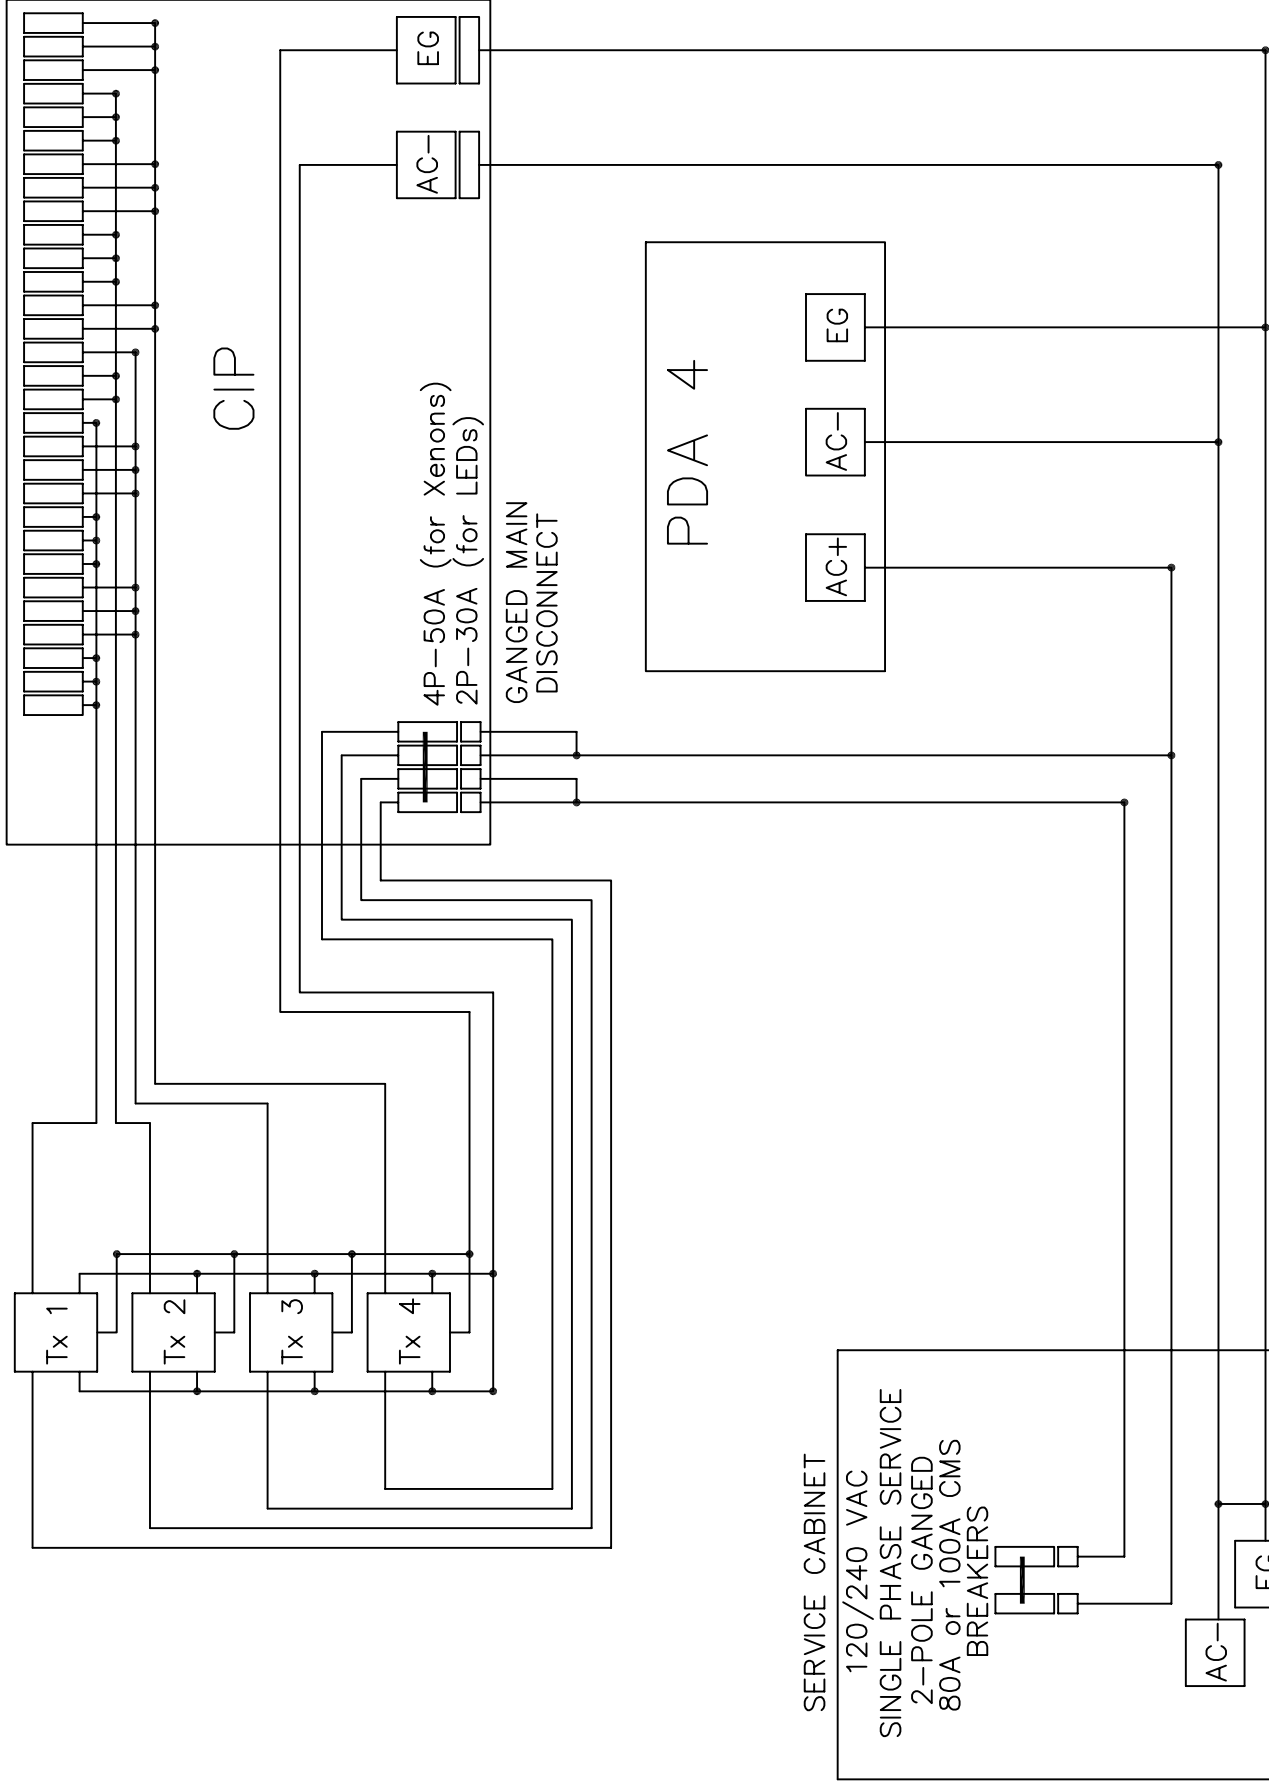 CIP
EG
AC-
4P-50A (for Xenons)
2P-30A (for LEDs)
GANGED MAIN
DISCONNECT
PDA 4
AC+
AC-
EG
Tx 1
Tx 2
Tx 3
Tx 4
SERVICE CABINET
120/240 VAC
SINGLE PHASE SERVICE
2-POLE GANGED
80A or 100A CMS
BREAKERS
AC-
EG